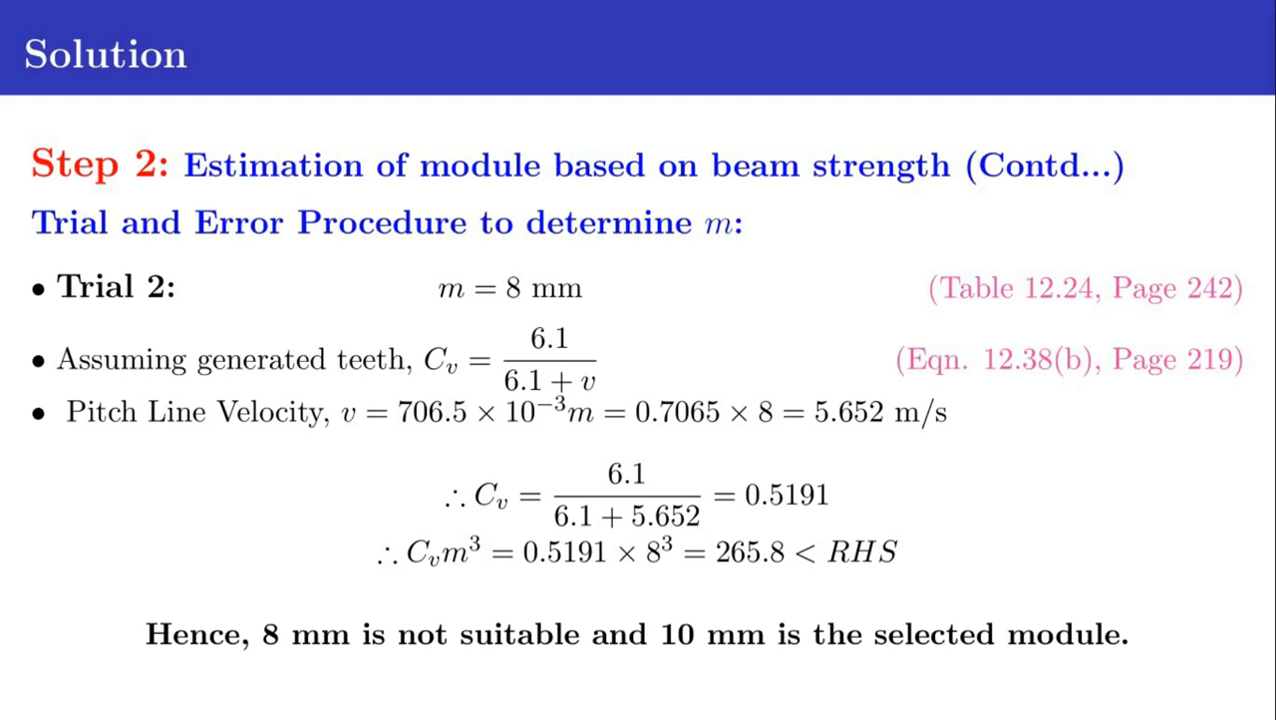 Solution
Step 2: Estimation of module based on beam strength (Contd...)
Trial and Error Procedure to determine m:
• Trial 2: m = 8 mm (Table 12.24, Page 242)
• Assuming generated teeth, C_v = \frac{6.1}{6.1 + v} (Eqn. 12.38(b), Page 219)
• Pitch Line Velocity, v = 706.5 × 10^{-3}m = 0.7065 × 8 = 5.652 m/s
∴ C_v = \frac{6.1}{6.1 + 5.652} = 0.5191
∴ C_v m^3 = 0.5191 × 8^3 = 265.8 < RHS
Hence, 8 mm is not suitable and 10 mm is the selected module.